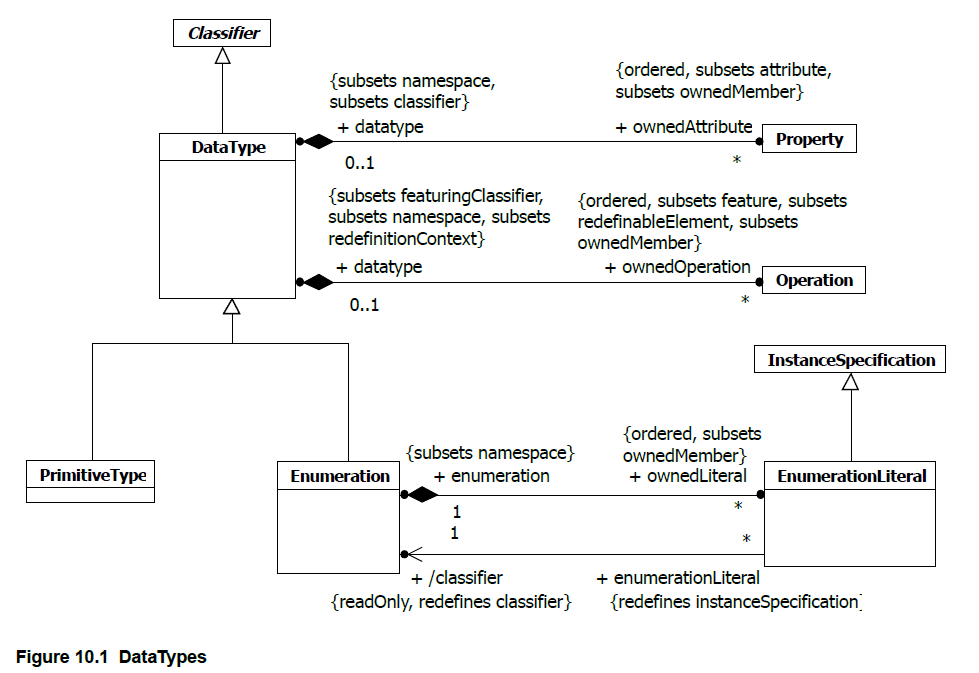 Classifier
{subsets namespace,
subsets classifier}
{ordered, subsets attribute,
subsets ownedMember}
+ datatype
+ ownedAttribute
DataType
Property
0..1
*
{subsets featuringClassifier,
subsets namespace, subsets
redefinitionContext}
{ordered, subsets feature, subsets
redefinableElement, subsets
ownedMember}
+ datatype
+ ownedOperation
Operation
0..1
*
InstanceSpecification
{subsets namespace}
{ordered, subsets
ownedMember}
+ enumeration
+ ownedLiteral
PrimitiveType
Enumeration
EnumerationLiteral
1
*
1
*
+ /classifier
+ enumerationLiteral
{readOnly, redefines classifier}
{redefines instanceSpecification}
Figure 10.1 DataTypes